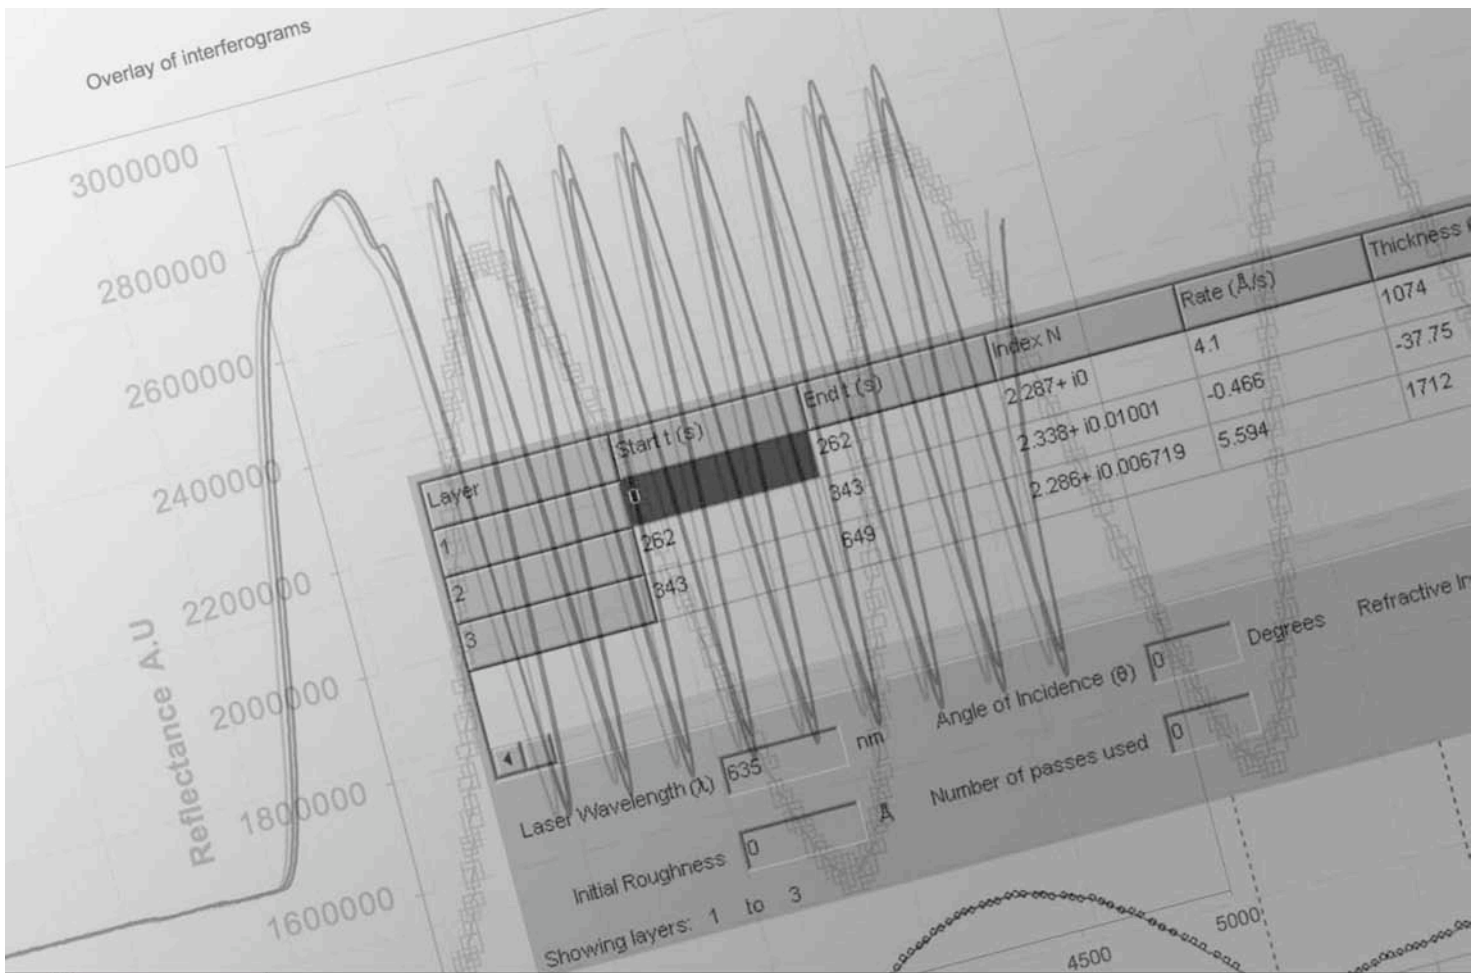 Overlay of interferograms
3000000
2800000
2600000
2400000
2200000
2000000
1800000
1600000
Reflectance A.U
Layer Start t (s) End t (s) Index N Rate (Å/s) Thickness
1 262 2.287+ i0 4.1 1074
2 262 343 2.338+ i0.01001 -0.466 -37.75
3 343 649 2.286+ i0.006719 5.594 1712
Laser Wavelength (λ) 635 nm Angle of Incidence (θ) 0 Degrees Refractive
Initial Roughness 0 Å Number of passes used 0
Showing layers: 1 to 3
4500 5000